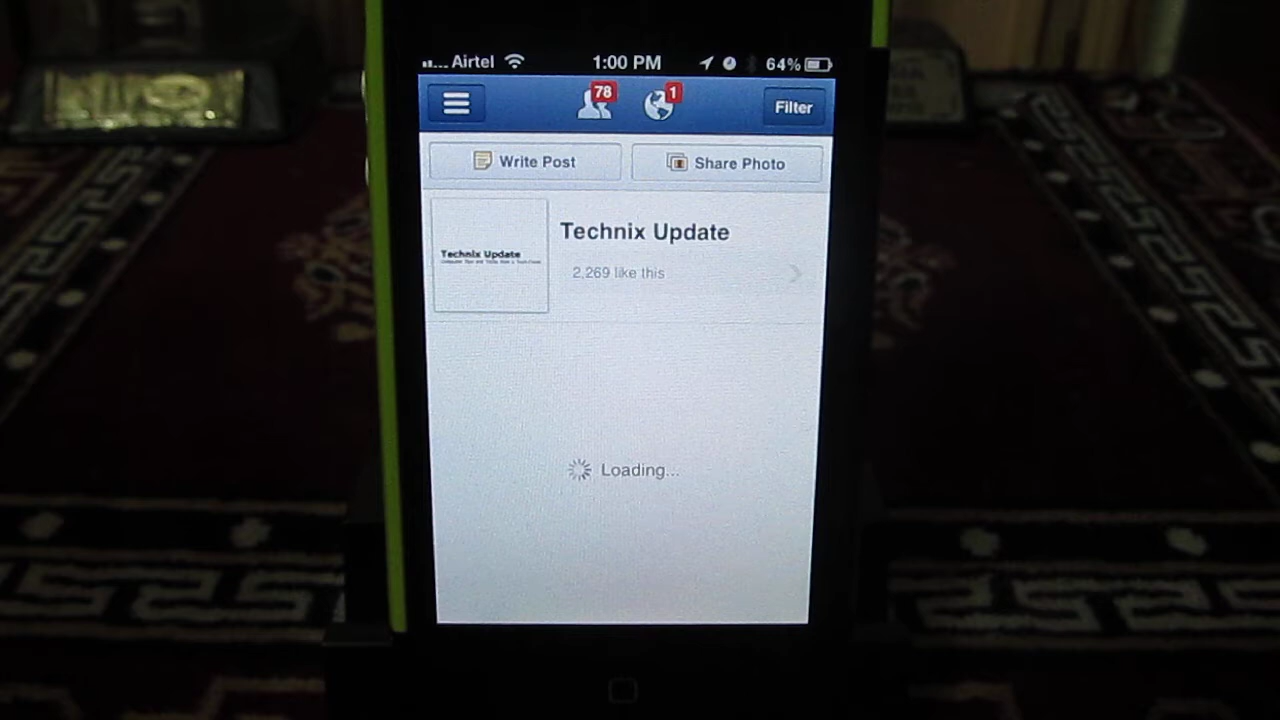 Airtel 1:00 PM 64%
78 1 Filter
Write Post Share Photo
Technix Update
Technix Update
2,269 like this
Loading...